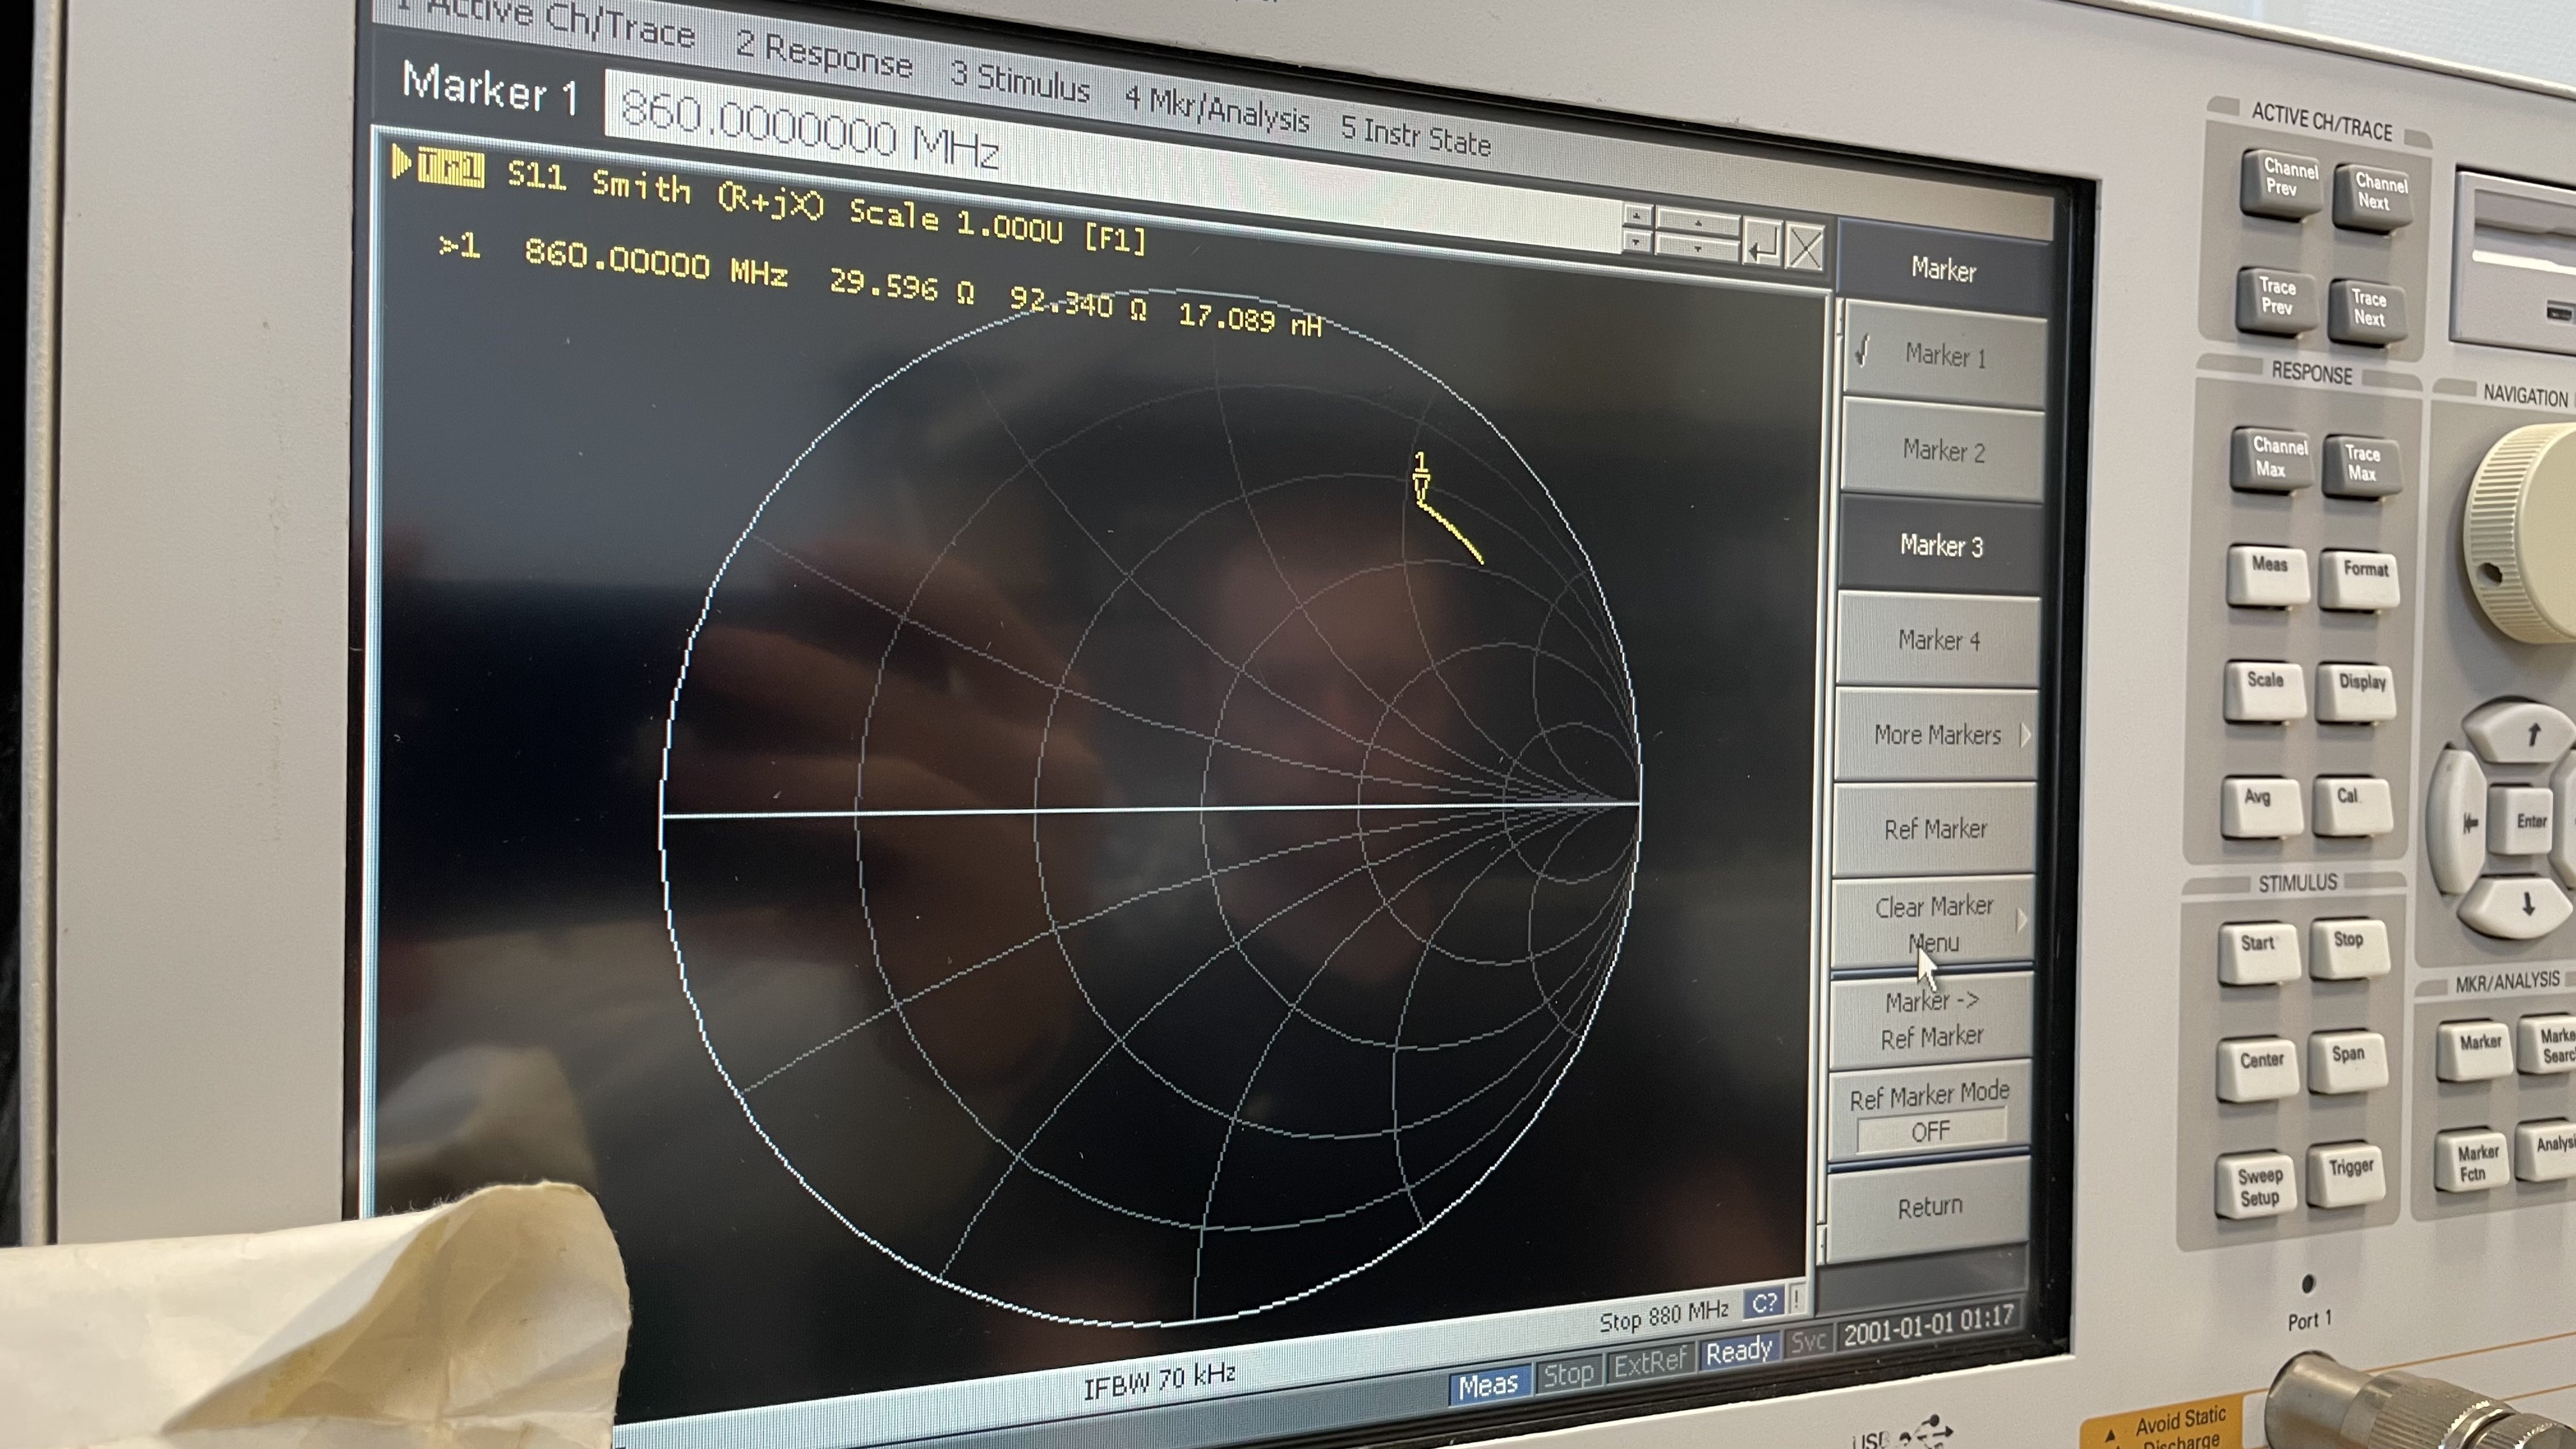 1 Active Ch/Trace 2 Response 3 Stimulus 4 Mkr/Analysis 5 Instr State
Marker 1 860.0000000 MHz
Tr1 S11 Smith (R+jX) Scale 1.000U [F1]
>1 860.00000 MHz 29.596 Ω 92.340 Ω 17.089 nH
1
Marker
Marker 1
Marker 2
Marker 3
Marker 4
More Markers
Ref Marker
Clear Marker
Menu
Marker ->
Ref Marker
Ref Marker Mode
OFF
Return
IFBW 70 kHz
Stop 880 MHz C? !
Meas Stop ExtRef Ready Svc 2001-01-01 01:17
ACTIVE CH/TRACE
Channel
Prev
Channel
Next
Trace
Prev
Trace
Next
RESPONSE
Channel
Max
Trace
Max
Meas
Format
Scale
Display
Avg
Cal
STIMULUS
Start
Stop
Center
Span
Sweep
Setup
Trigger
NAVIGATION
Enter
MKR/ANALYSIS
Marker
Marker
Fctn
Port 1
USB
Avoid Static
Discharge